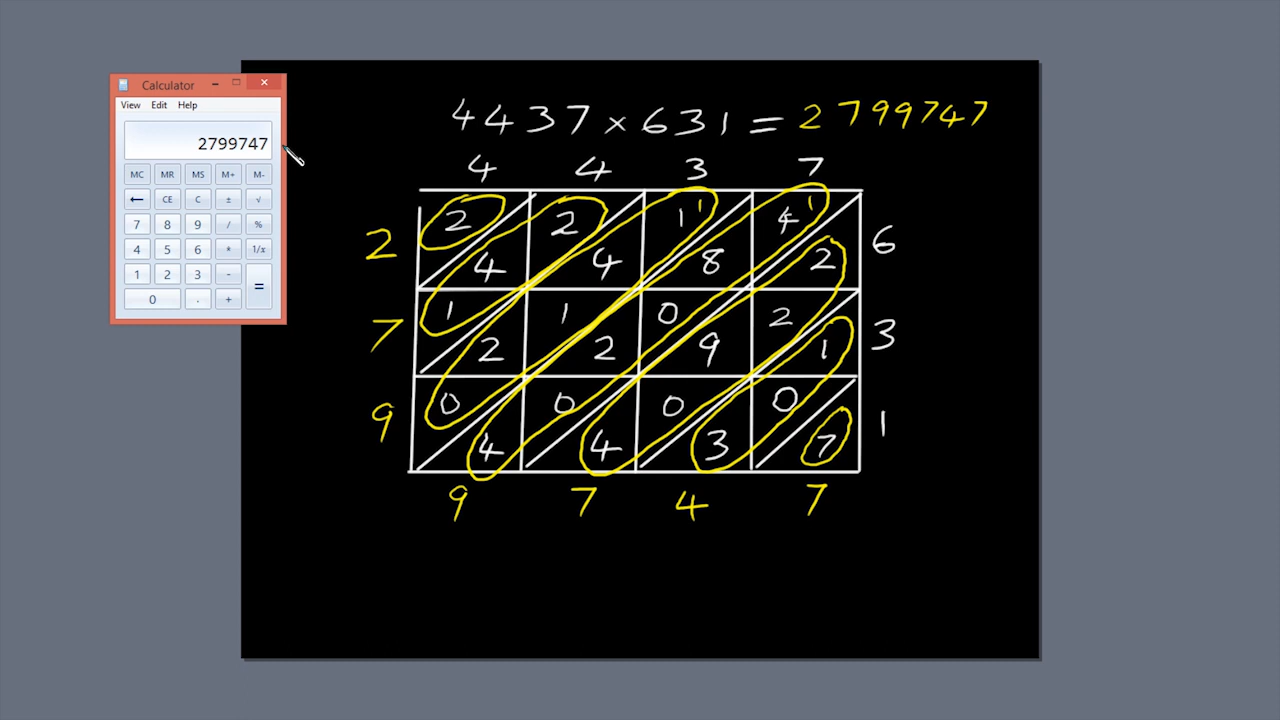 Calculator
View Edit Help
2799747
MC MR MS M+ M-
← CE C ± √
7 8 9 / %
4 5 6 * 1/x
1 2 3 - =
0 . +
4437 × 631 = 2799747
4 4 3 7
2 2 1 1 4 1
2 4 4 8 2 6
1 1 0 2
7 2 2 9 1 3
0 0 0 0
9 4 4 3 7 1
9 7 4 7